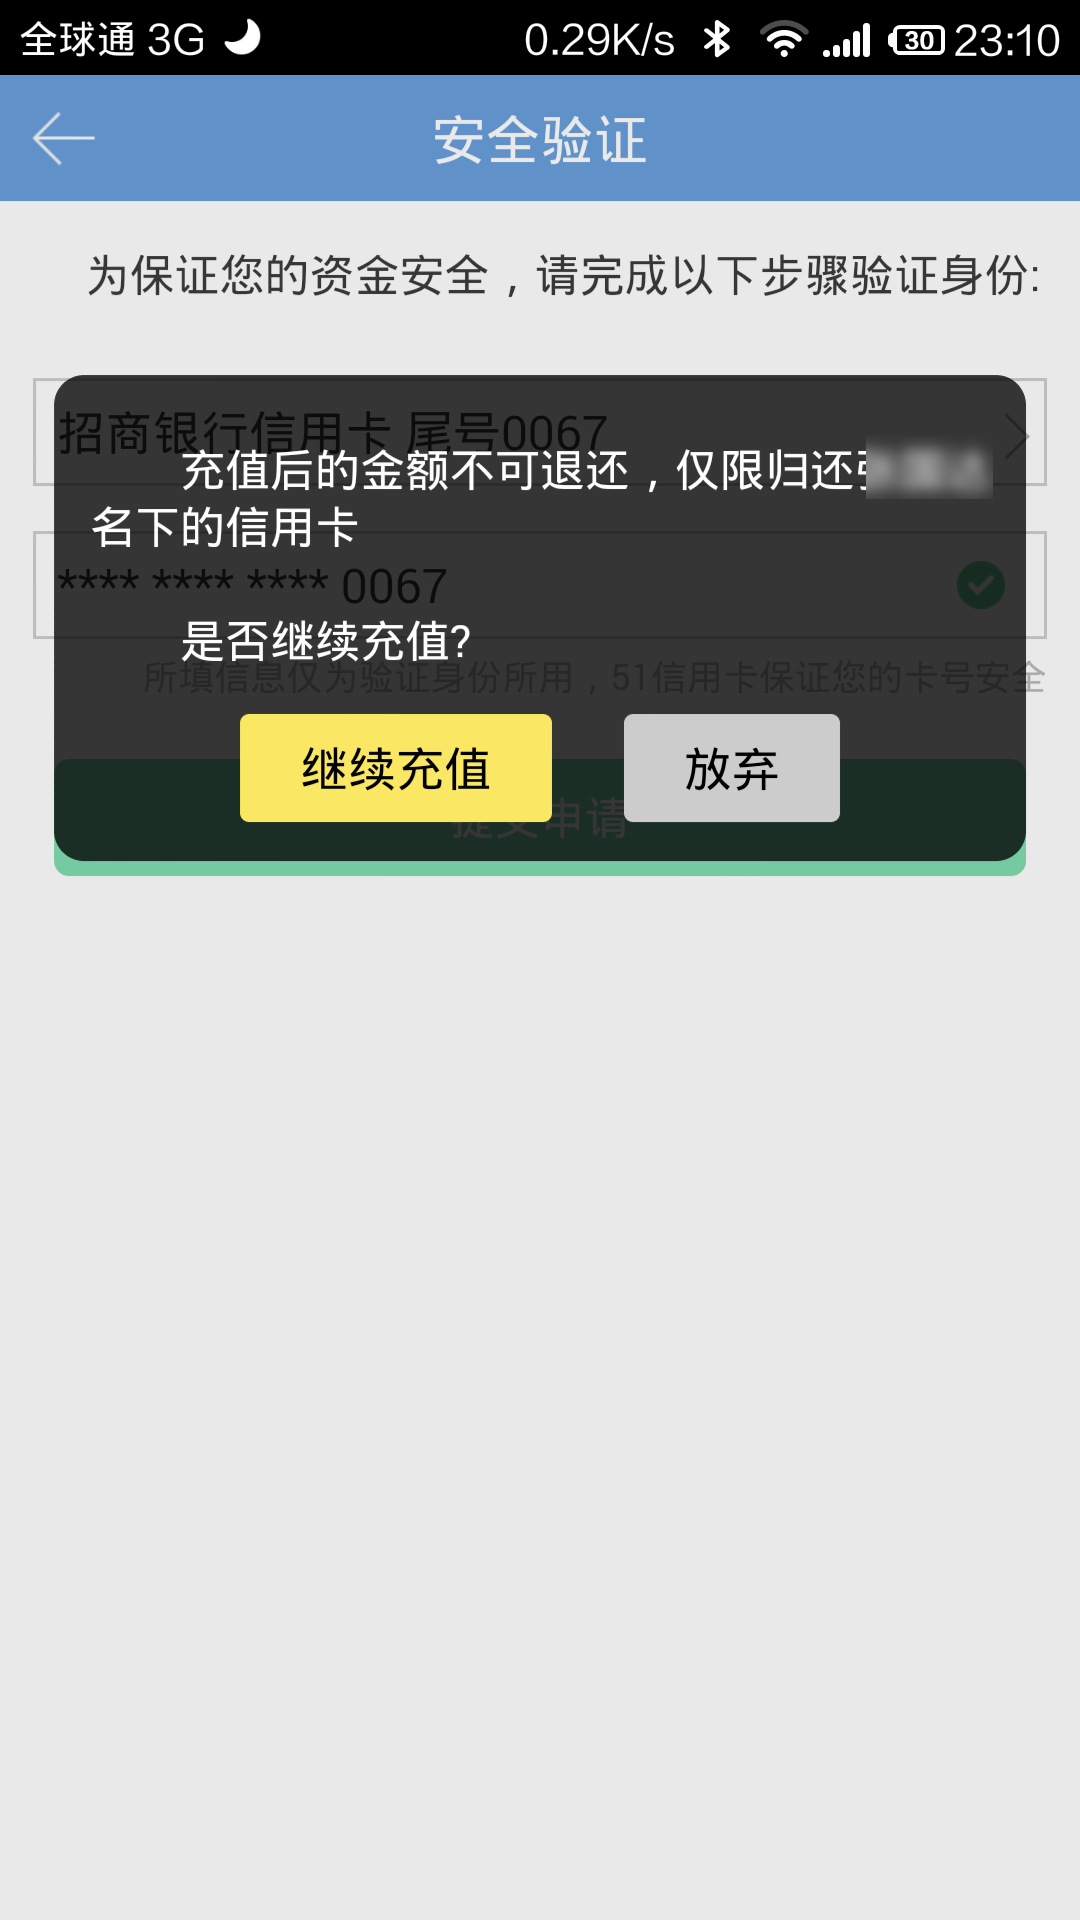 全球通 3G 0.29K/s 30 23:10
安全验证
为保证您的资金安全，请完成以下步骤验证身份:
招商银行信用卡 尾号0067
充值后的金额不可退还，仅限归还
名下的信用卡
**** **** **** 0067
是否继续充值?
所填信息仅为验证身份所用，51信用卡保证您的卡号安全
继续充值 放弃
提交申请